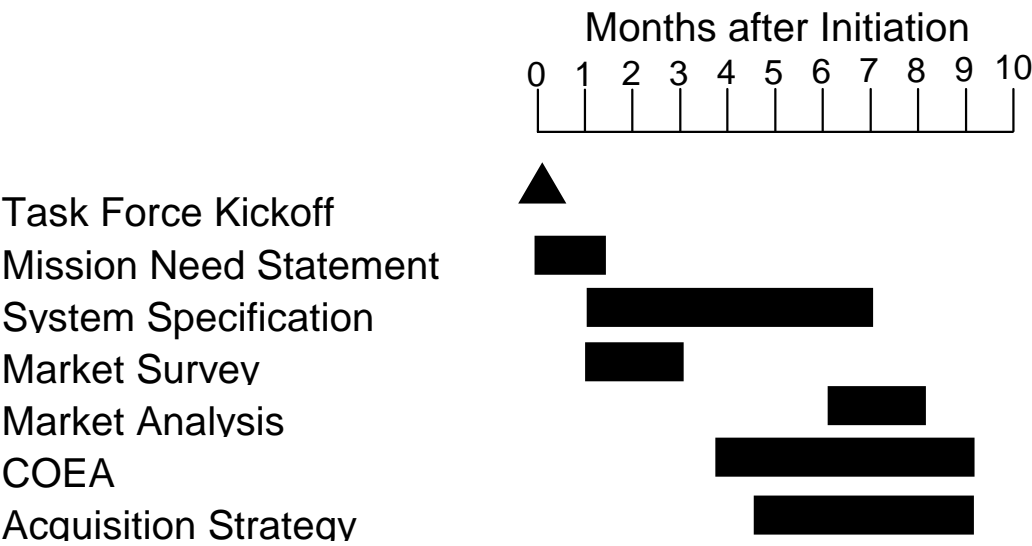 Months after Initiation
0 1 2 3 4 5 6 7 8 9 10
Task Force Kickoff
Mission Need Statement
System Specification
Market Survey
Market Analysis
COEA
Acquisition Strategy